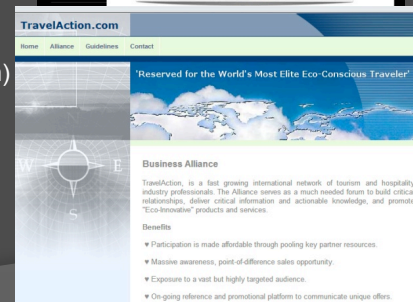 TravelAction.com
Home Alliance Guidelines Contact
)
'Reserved for the World's Most Elite Eco-Conscious Traveler'
W E
S
Business Alliance
TravelAction, is a fast growing international network of tourism and hospitality
industry professionals. The Alliance serves as a much needed forum to build critical
relationships, deliver critical information and actionable knowledge, and promote
"Eco-Innovative" products and services.
Benefits
♥ Participation is made affordable through pooling key partner resources.
♥ Massive awareness, point-of-difference sales opportunity.
♥ Exposure to a vast but highly targeted audience.
♥ On-going reference and promotional platform to communicate unique offers.